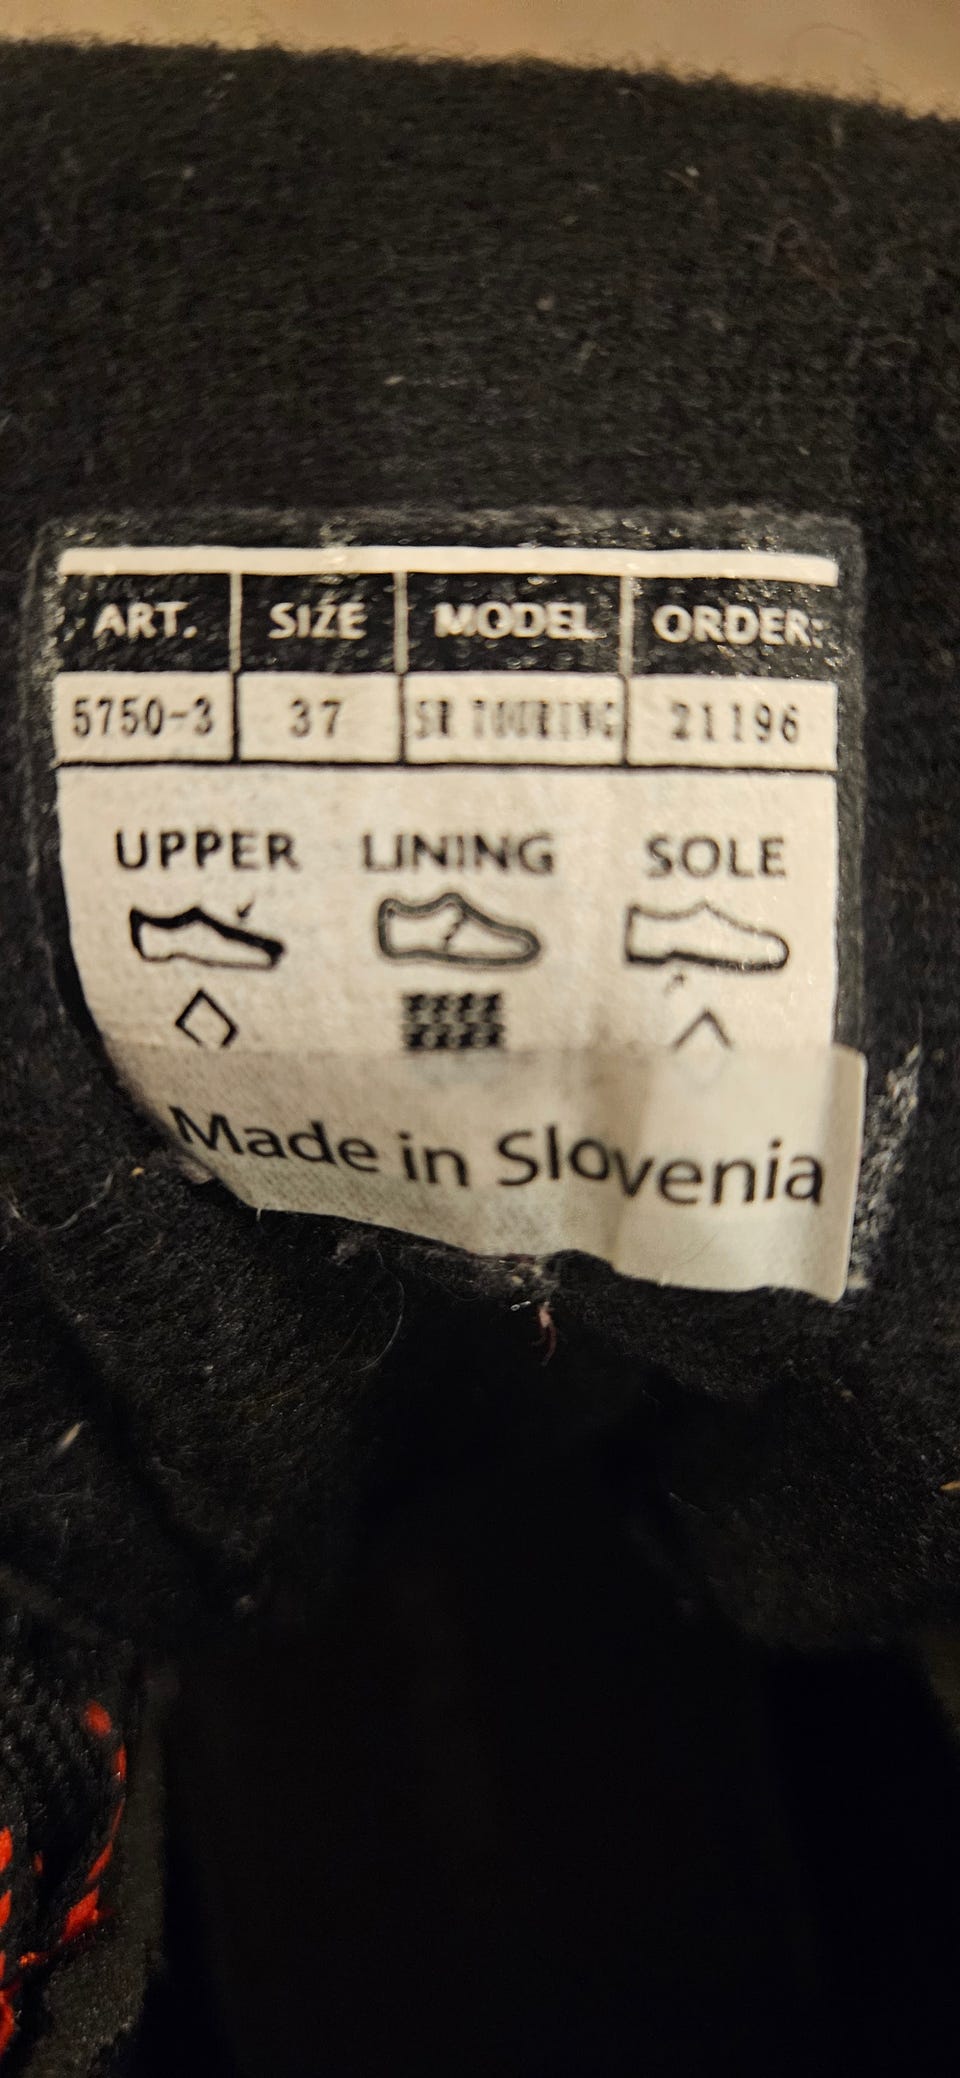 ART. SIZE MODEL ORDER:
5750-3 37 SR TOURING 21196
UPPER LINING SOLE
Made in Slovenia